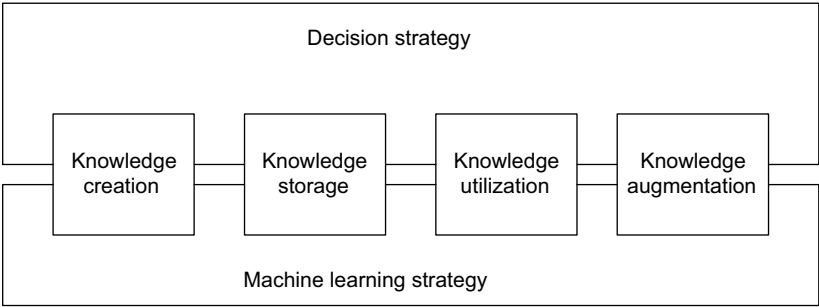 Decision strategy
Knowledge
creation
Knowledge
storage
Knowledge
utilization
Knowledge
augmentation
Machine learning strategy